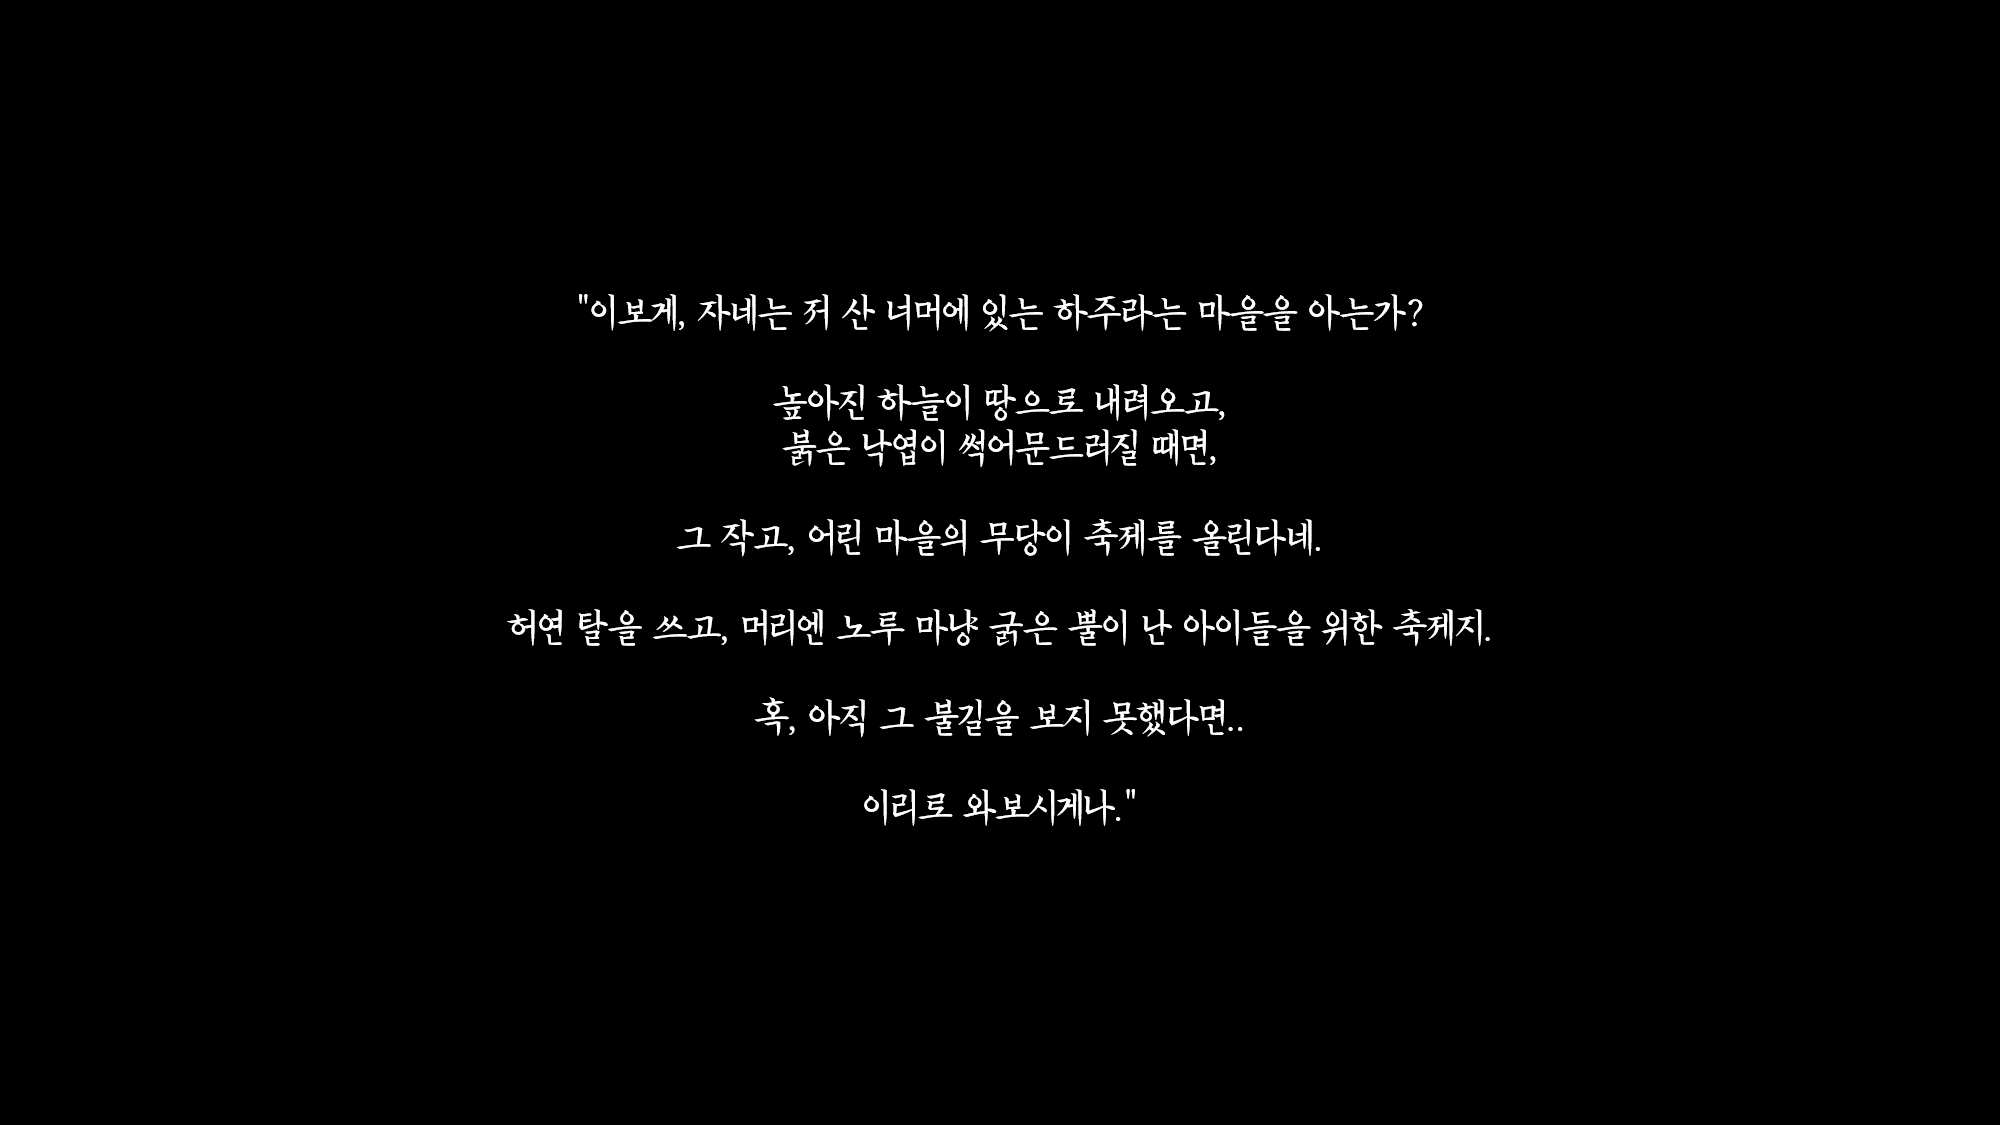 "이보게, 자네는 저 산 너머에 있는 하주라는 마을을 아는가?
높아진 하늘이 땅으로 내려오고,
붉은 낙엽이 썩어문드러질 때면,
그 작고, 어린 마을의 무당이 축제를 올린다네.
허연 탈을 쓰고, 머리엔 노루 마냥 굵은 뿔이 난 아이들을 위한 축제지.
혹, 아직 그 불길을 보지 못했다면..
이리로 와보시게나."